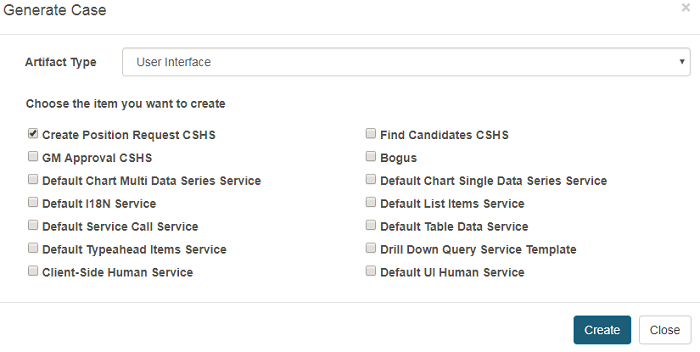 Generate Case ×
Artifact Type User Interface
Choose the item you want to create
Create Position Request CSHS Find Candidates CSHS
GM Approval CSHS Bogus
Default Chart Multi Data Series Service Default Chart Single Data Series Service
Default I18N Service Default List Items Service
Default Service Call Service Default Table Data Service
Default Typeahead Items Service Drill Down Query Service Template
Client-Side Human Service Default UI Human Service
Create Close